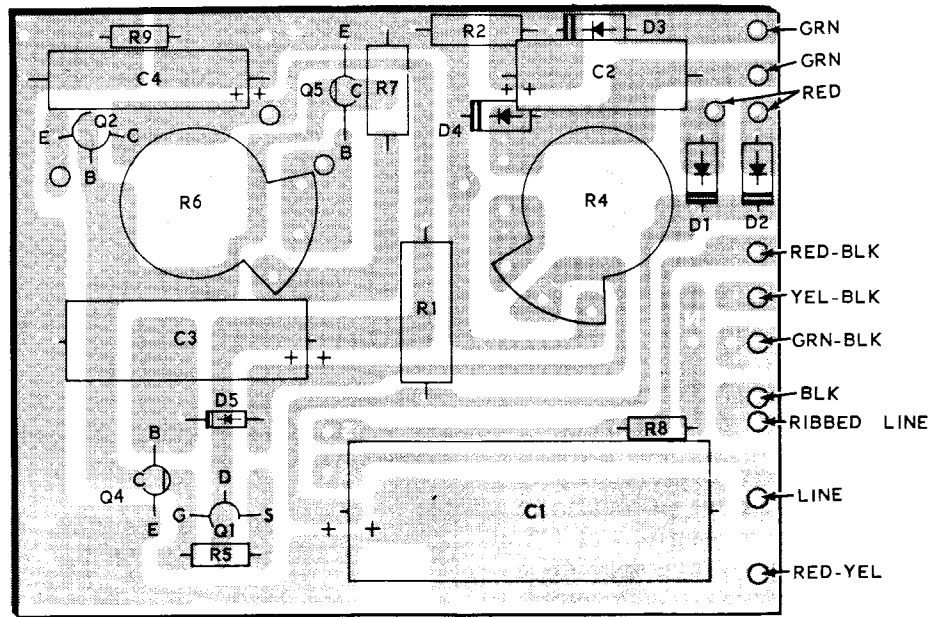 R9
E
R2
D3
GRN
C4
+ +
Q5
C
R7
C2
+ +
GRN
RED
E
Q2
C
B
B
D4
R6
R4
D1
D2
RED-BLK
YEL-BLK
GRN-BLK
C3
+ +
R1
D5
BLK
R8
RIBBED LINE
B
C
Q4
E
D
G
S
Q1
R5
C1
+ +
LINE
RED-YEL